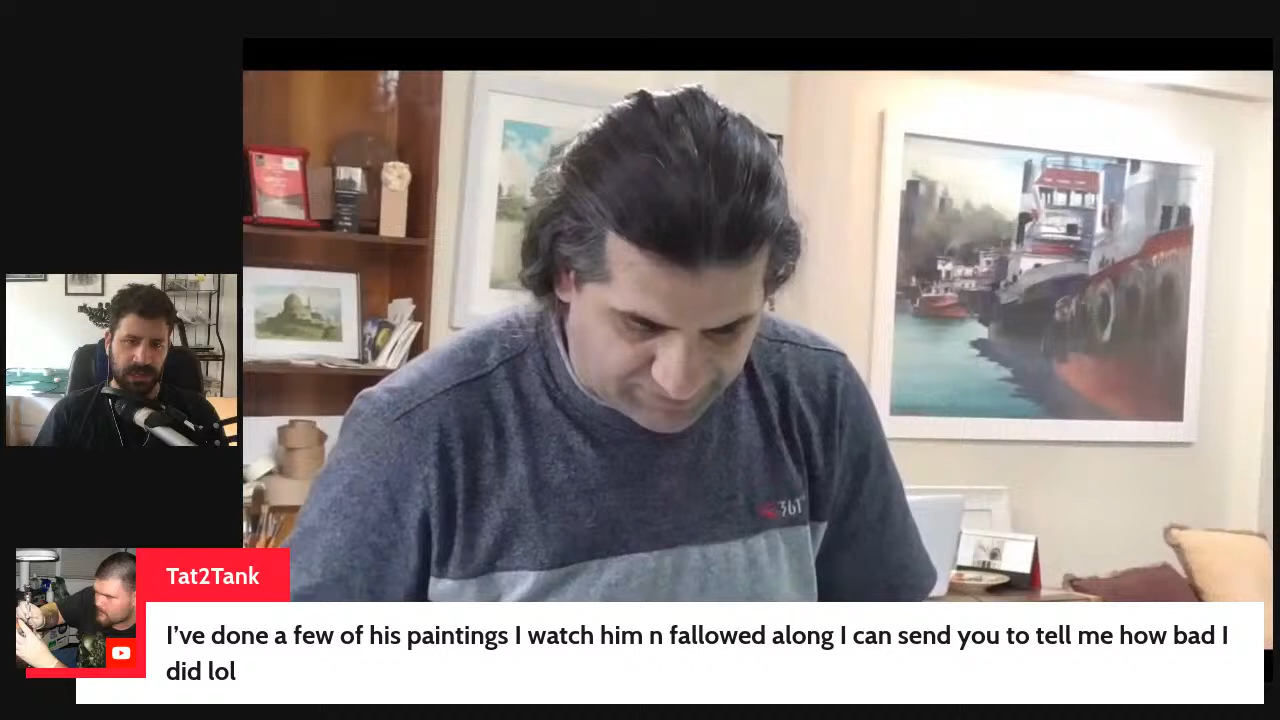 361
Tat2Tank
I’ve done a few of his paintings I watch him n fallowed along I can send you to tell me how bad I
did lol